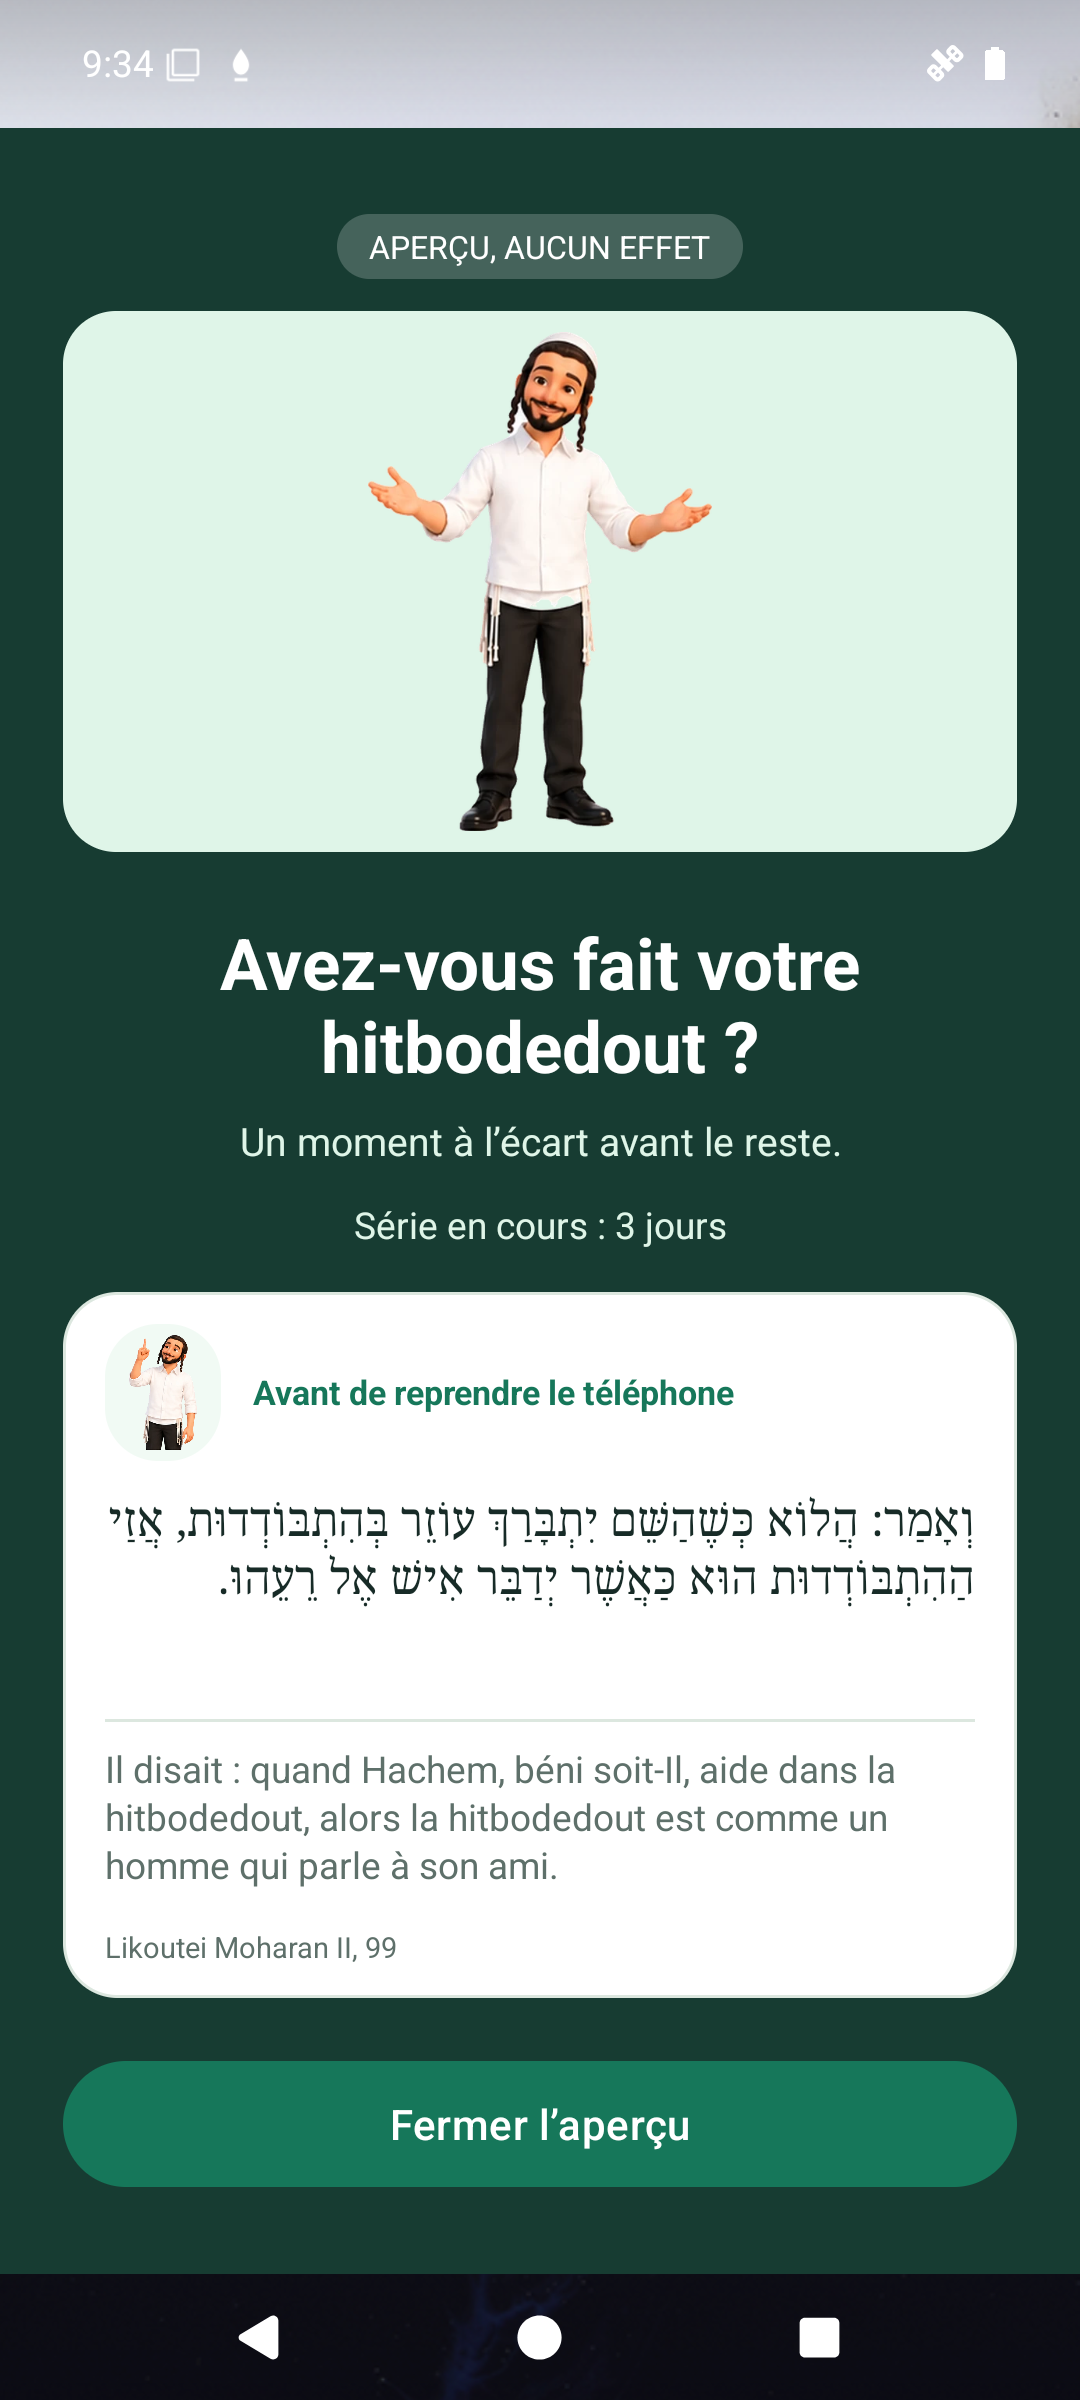 9:34
APERÇU, AUCUN EFFET
Avez-vous fait votre
hitbodedout ?
Un moment à l’écart avant le reste.
Série en cours : 3 jours
Avant de reprendre le téléphone
וְאָמַר: הֲלוֹא כְּשֶׁהַשֵּׁם יִתְבָּרַךְ עוֹזֵר בְּהִתְבּוֹדְדוּת, אֲזַי
הַהִתְבּוֹדְדוּת הוּא כַּאֲשֶׁר יְדַבֵּר אִישׁ אֶל רֵעֵהוּ.
Il disait : quand Hachem, béni soit-Il, aide dans la
hitbodedout, alors la hitbodedout est comme un
homme qui parle à son ami.
Likoutei Moharan II, 99
Fermer l’aperçu